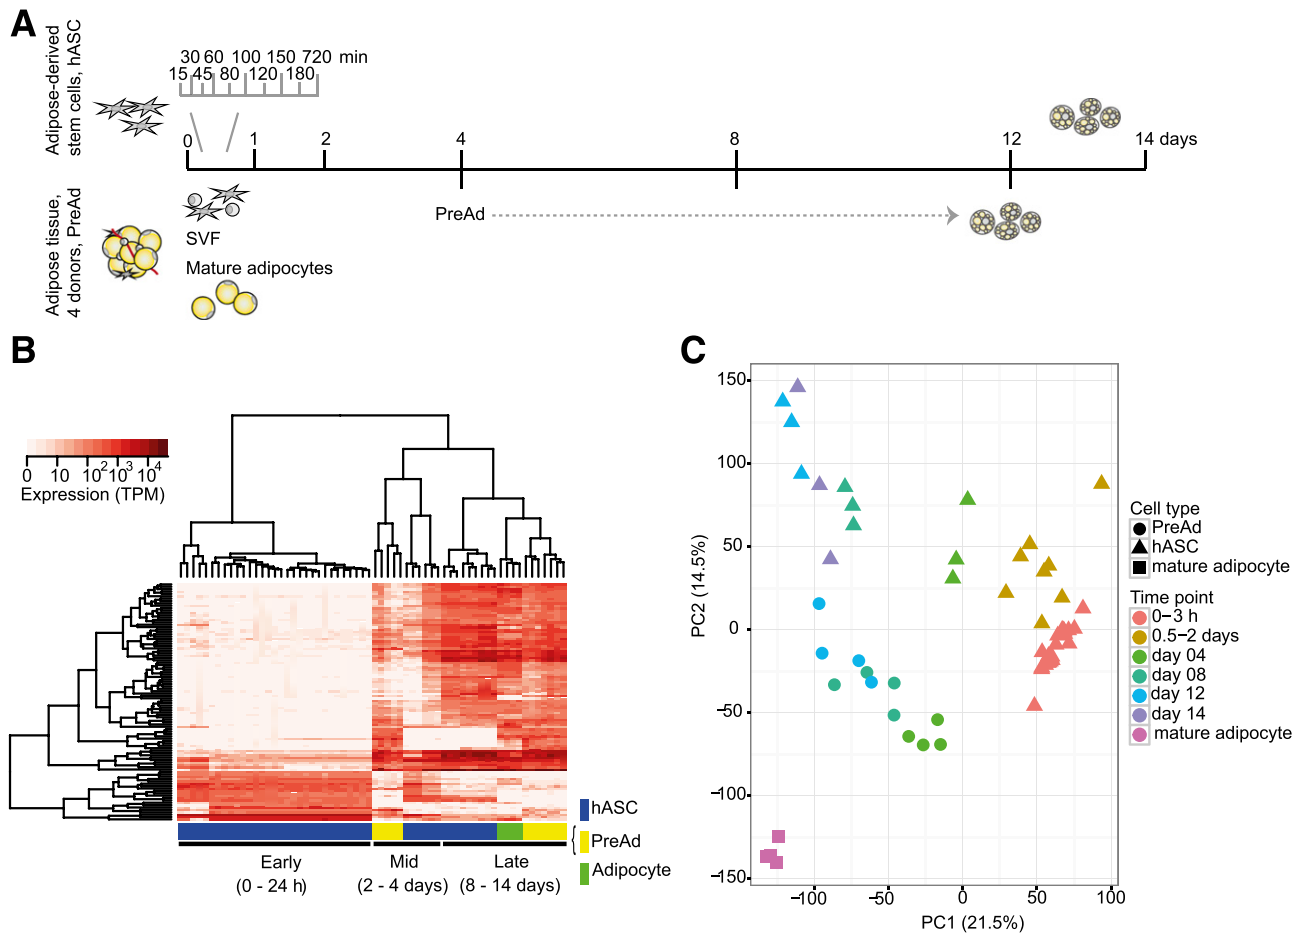 A
Adipose-derived
stem cells, hASC
30 60 100 150 720 min
15 45 80 120 180
0 1 2 4 8 12 14 days
Adipose tissue,
4 donors, PreAd
PreAd
SVF
Mature adipocytes
B
0 10 10² 10³ 10⁴
Expression (TPM)
hASC
PreAd
Adipocyte
Early Mid Late
(0 - 24 h) (2 - 4 days) (8 - 14 days)
C
150
100
50
0
−50
−100
−150
PC2 (14.5%)
−100 −50 0 50 100
PC1 (21.5%)
Cell type
PreAd
hASC
mature adipocyte
Time point
0−3 h
0.5−2 days
day 04
day 08
day 12
day 14
mature adipocyte